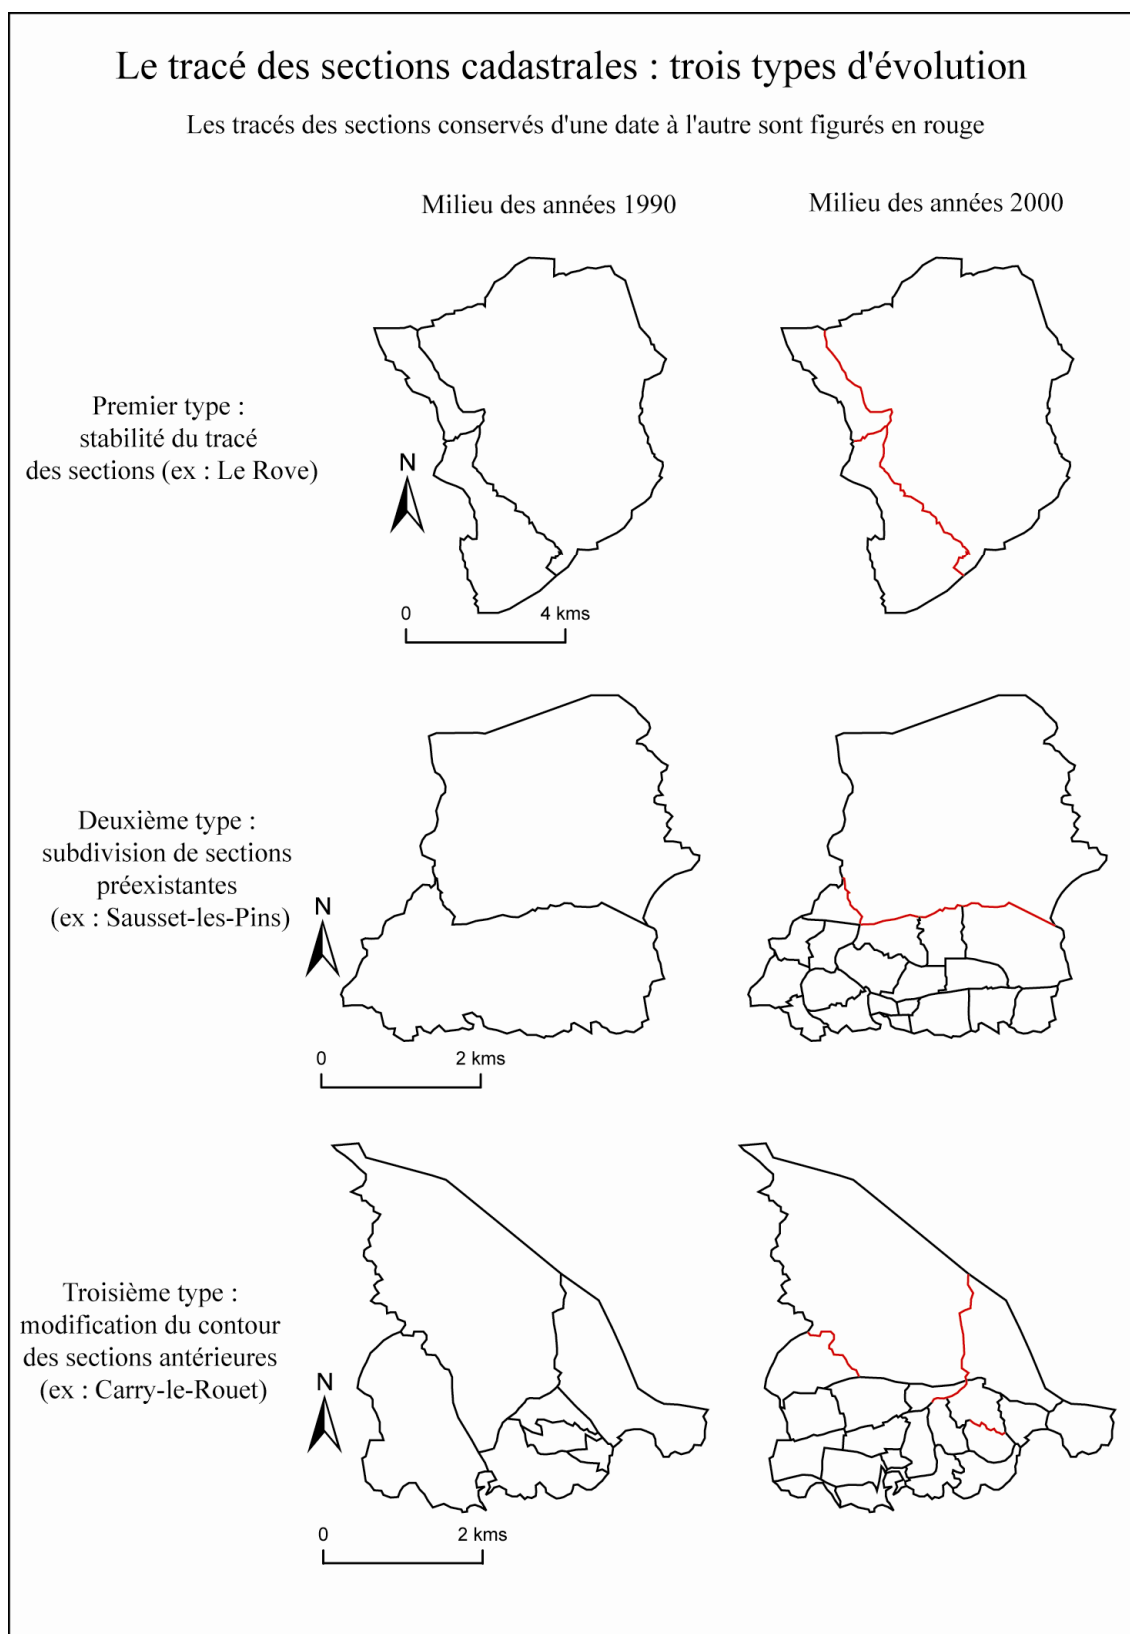 Le tracé des sections cadastrales : trois types d'évolution
Les tracés des sections conservés d'une date à l'autre sont figurés en rouge
Milieu des années 1990
Milieu des années 2000
Premier type :
stabilité du tracé
des sections (ex : Le Rove)
N
0 4 kms
Deuxième type :
subdivision de sections
préexistantes
(ex : Sausset-les-Pins)
N
0 2 kms
Troisième type :
modification du contour
des sections antérieures
(ex : Carry-le-Rouet)
N
0 2 kms